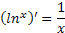 (ln^x)' = 1/x